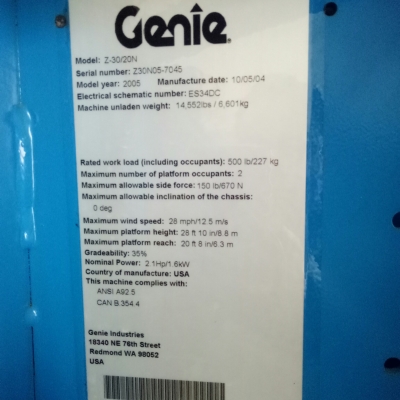 Genie.
Model: Z-30/20N
Serial number: Z30N05-7045
Model year: 2005 Manufacture date: 10/05/04
Electrical schematic number: ES34DC
Machine unladen weight: 14,552lbs / 6,601kg
Rated work load (including occupants): 500 lb/227 kg
Maximum number of platform occupants: 2
Maximum allowable side force: 150 lb/670 N
Maximum allowable inclination of the chassis:
0 deg
Maximum wind speed: 28 mph/12.5 m/s
Maximum platform height: 28 ft 10 in/8.8 m
Maximum platform reach: 20 ft 8 in/6.3 m
Gradeability: 35%
Nominal Power: 2.1Hp/1.6kW
Country of manufacture: USA
This machine complies with:
ANSI A92.5
CAN B.354.4
Genie Industries
18340 NE 76th Street
Redmond WA 98052
USA